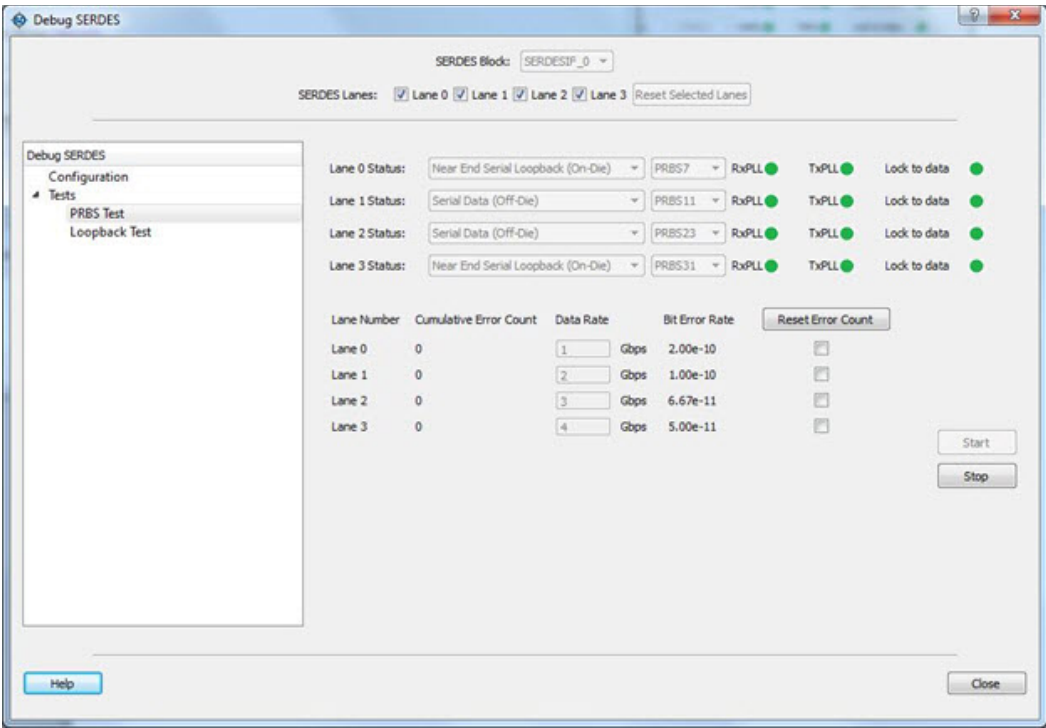 Debug SERDES
SERDES Block: SERDESIF_0
SERDES Lanes: Lane 0 Lane 1 Lane 2 Lane 3 Reset Selected Lanes
Debug SERDES
Configuration
Tests
PRBS Test
Loopback Test
Lane 0 Status: Near End Serial Loopback (On-Die) PRBS7 RxPLL TxPLL Lock to data
Lane 1 Status: Serial Data (Off-Die) PRBS11 RxPLL TxPLL Lock to data
Lane 2 Status: Serial Data (Off-Die) PRBS23 RxPLL TxPLL Lock to data
Lane 3 Status: Near End Serial Loopback (On-Die) PRBS31 RxPLL TxPLL Lock to data
Lane Number Cumulative Error Count Data Rate Bit Error Rate Reset Error Count
Lane 0 0 1 Gbps 2.00e-10
Lane 1 0 2 Gbps 1.00e-10
Lane 2 0 3 Gbps 6.67e-11
Lane 3 0 4 Gbps 5.00e-11
Start
Stop
Help Close